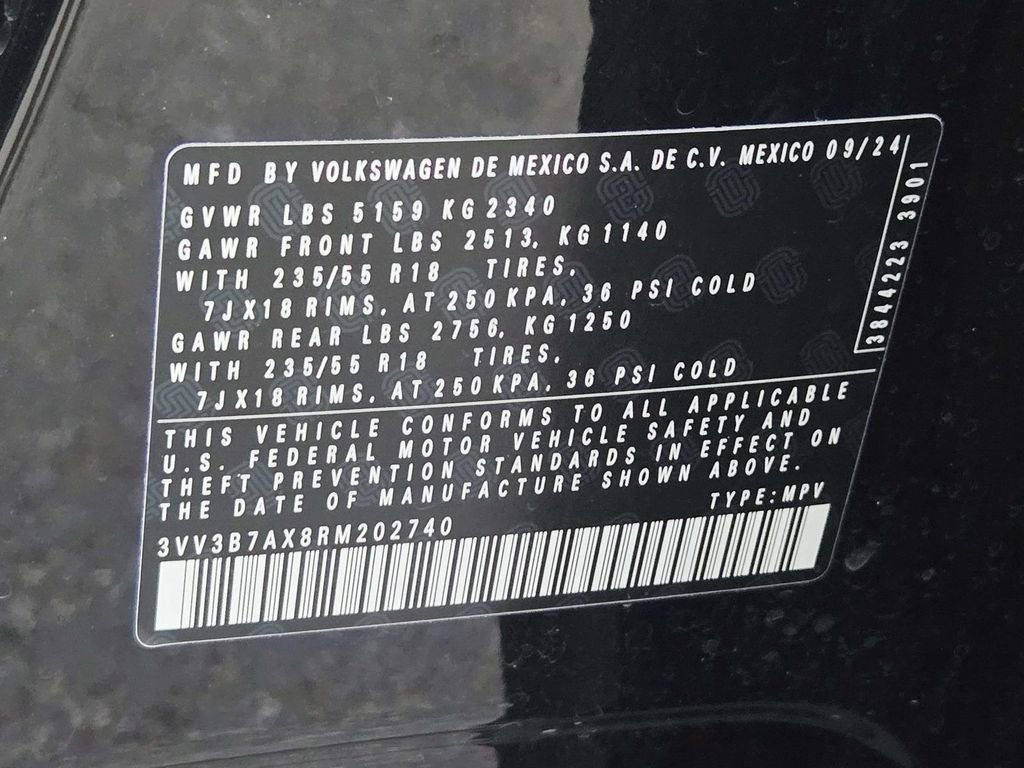 MFD BY VOLKSWAGEN DE MEXICO S.A. DE C.V. MEXICO 09/24
GVWR LBS 5159 KG 2340
GAWR FRONT LBS 2513, KG 1140
WITH 235/55 R18 TIRES,
7JX18 RIMS, AT 250 KPA, 36 PSI COLD
GAWR REAR LBS 2756, KG 1250
WITH 235/55 R18 TIRES,
7JX18 RIMS, AT 250 KPA, 36 PSI COLD
3844223 3901
THIS VEHICLE CONFORMS TO ALL APPLICABLE
U.S. FEDERAL MOTOR VEHICLE SAFETY AND
THEFT PREVENTION STANDARDS IN EFFECT ON
THE DATE OF MANUFACTURE SHOWN ABOVE.
TYPE: MPV
3VV3B7AX8RM202740